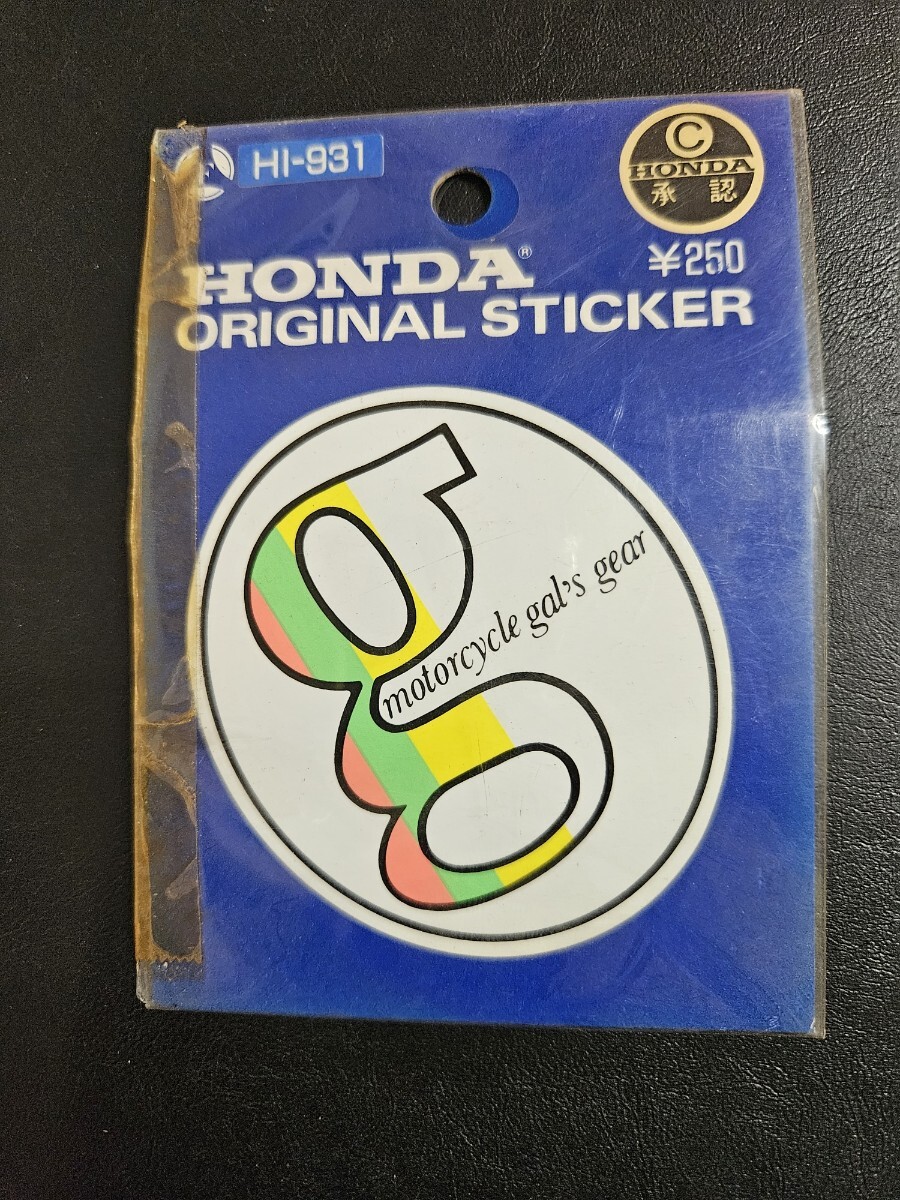 HI-931
©
HONDA
承認
HONDA®
¥250
ORIGINAL STICKER
g
motorcycle gal's gear